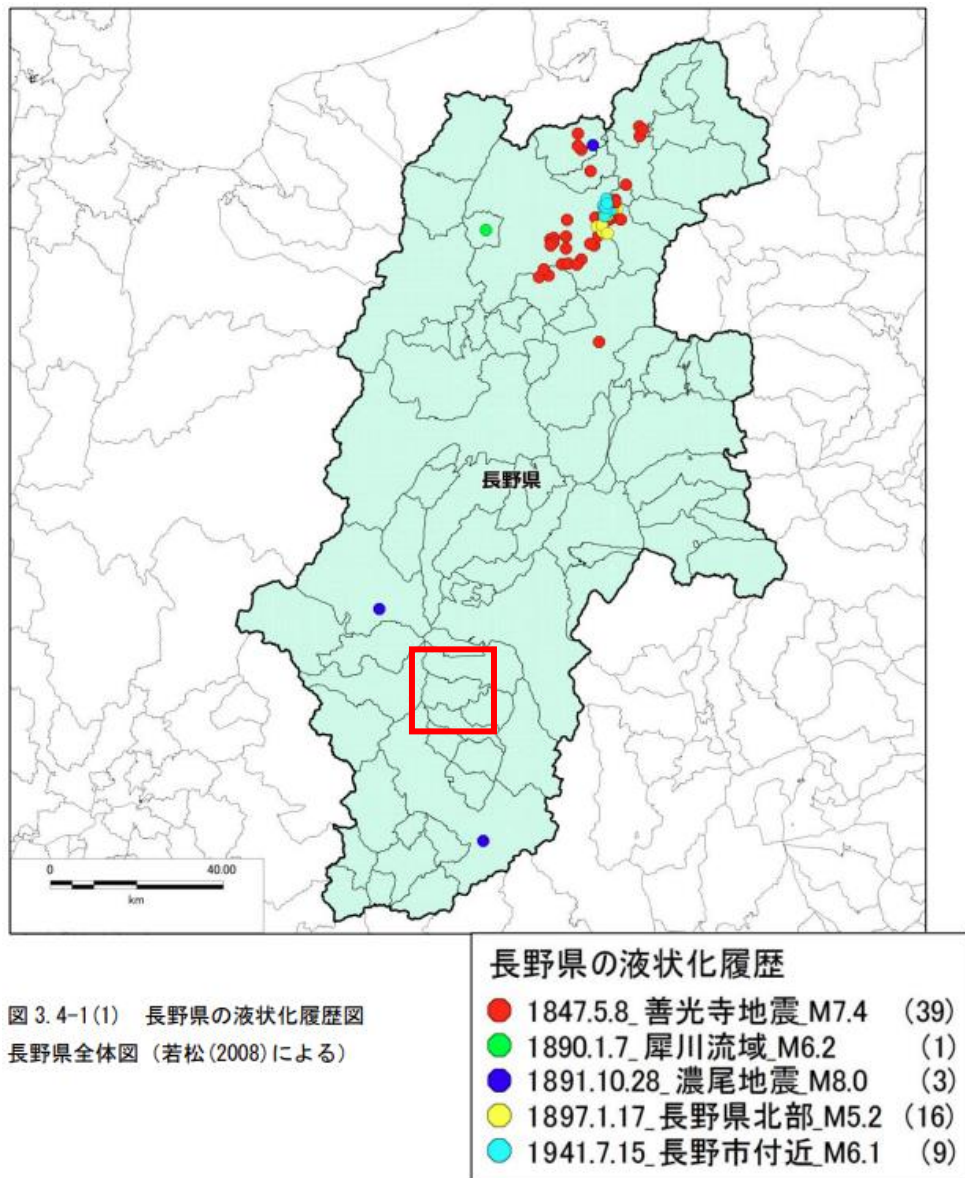 長野県
0 40.00
km
図 3.4-1(1) 長野県の液状化履歴図
長野県全体図（若松(2008)による）
長野県の液状化履歴
1847.5.8_善光寺地震_M7.4 (39)
1890.1.7_犀川流域_M6.2 (1)
1891.10.28_濃尾地震_M8.0 (3)
1897.1.17_長野県北部_M5.2 (16)
1941.7.15_長野市付近_M6.1 (9)